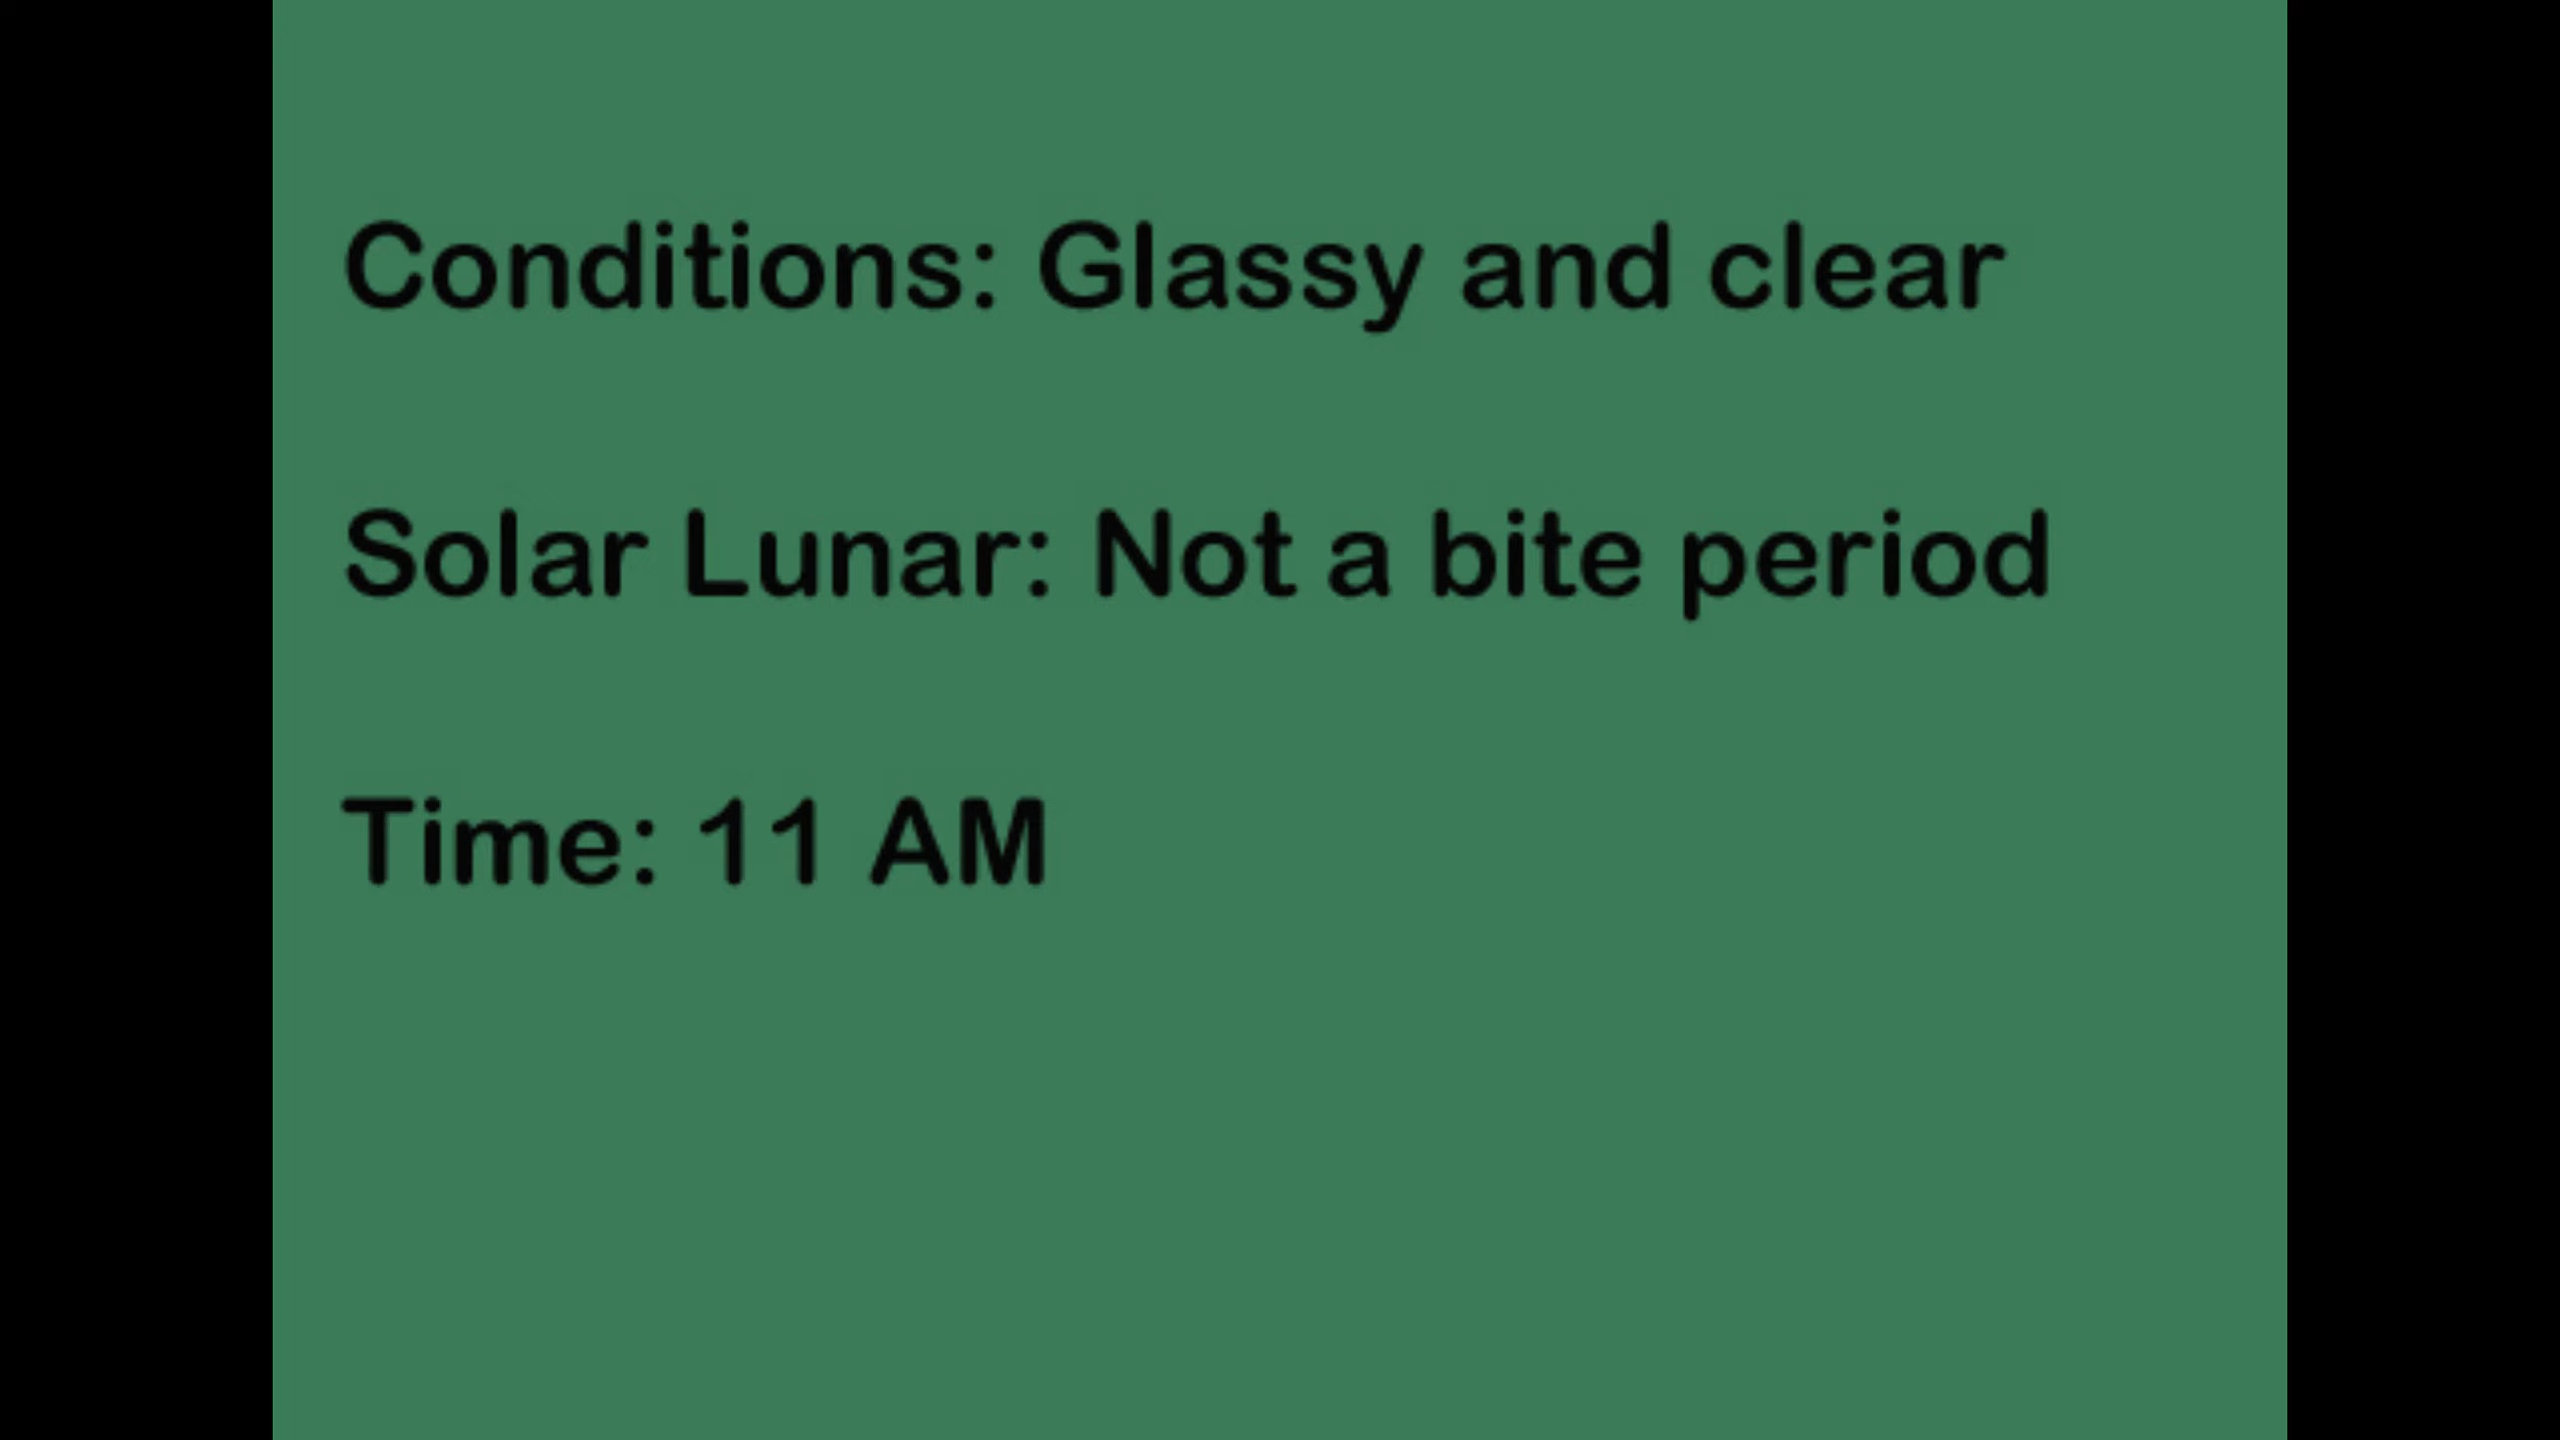 Conditions: Glassy and clear
Solar Lunar: Not a bite period
Time: 11 AM